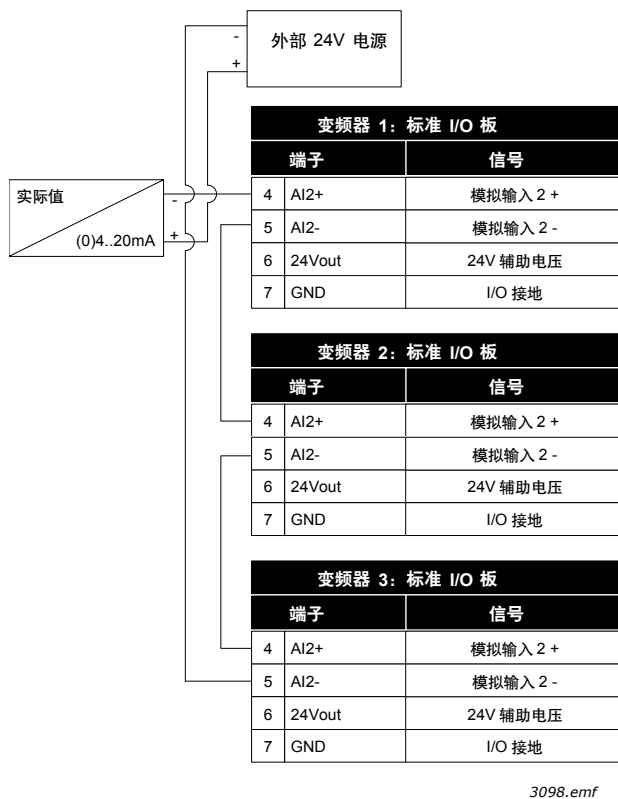 - 外部 24V 电源
+
变频器 1：标准 I/O 板
端子 信号
实际值 - 4 AI2+ 模拟输入 2 +
(0)4..20mA + 5 AI2- 模拟输入 2 -
6 24Vout 24V 辅助电压
7 GND I/O 接地
变频器 2：标准 I/O 板
端子 信号
4 AI2+ 模拟输入 2 +
5 AI2- 模拟输入 2 -
6 24Vout 24V 辅助电压
7 GND I/O 接地
变频器 3：标准 I/O 板
端子 信号
4 AI2+ 模拟输入 2 +
5 AI2- 模拟输入 2 -
6 24Vout 24V 辅助电压
7 GND I/O 接地
3098.emf